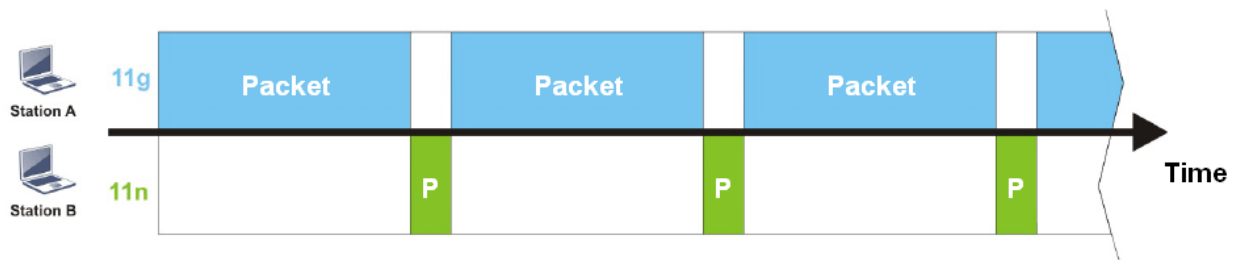 11g
Packet Packet Packet
Station A
Time
11n
P P P
Station B